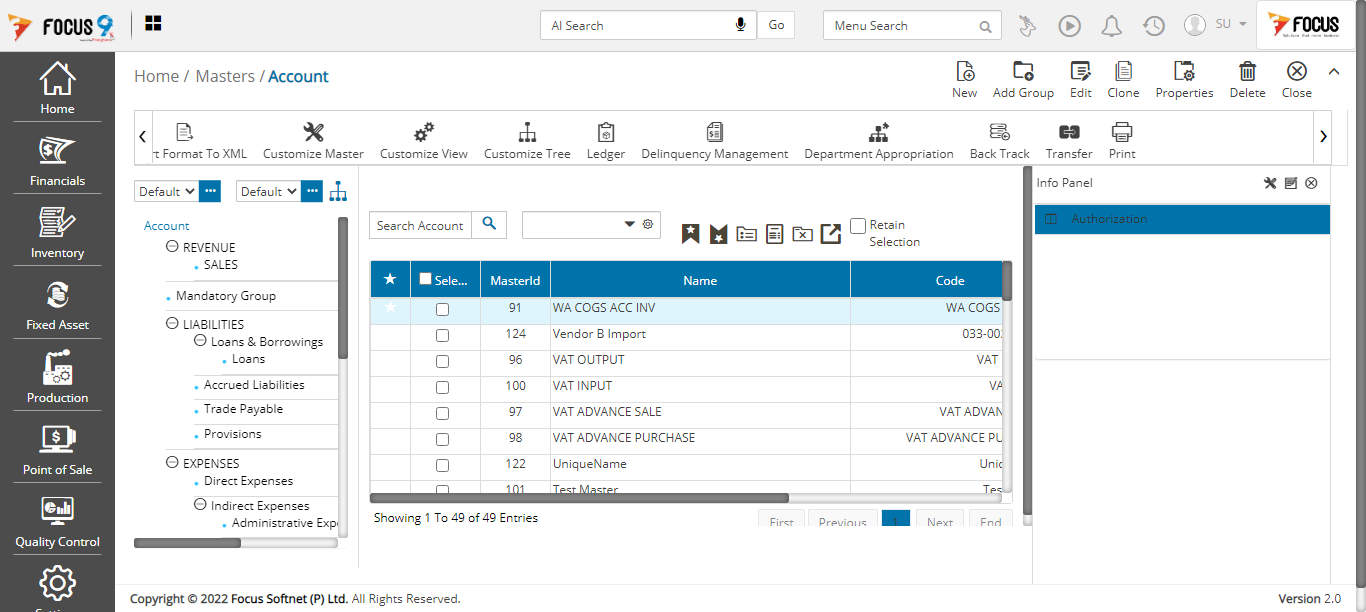 FOCUS 9
AI Search
Go
Menu Search
SU
FOCUS
Home
Financials
Inventory
Fixed Asset
Production
Point of Sale
Quality Control
Home / Masters / Account
New
Add Group
Edit
Clone
Properties
Delete
Close
t Format To XML
Customize Master
Customize View
Customize Tree
Ledger
Delinquency Management
Department Appropriation
Back Track
Transfer
Print
Default
Default
Account
REVENUE
SALES
Mandatory Group
LIABILITIES
Loans & Borrowings
Loans
Accrued Liabilities
Trade Payable
Provisions
EXPENSES
Direct Expenses
Indirect Expenses
Administrative Expe
Search Account
Retain
Selection
Sele... MasterId Name Code
91 WA COGS ACC INV WA COGS
124 Vendor B Import 033-00
96 VAT OUTPUT VAT
100 VAT INPUT VA
97 VAT ADVANCE SALE VAT ADVAN
98 VAT ADVANCE PURCHASE VAT ADVANCE PU
122 UniqueName Uniq
101 Test Master Tes
Showing 1 To 49 of 49 Entries
First Previous 1 Next End
Info Panel
Authorization
Copyright © 2022 Focus Softnet (P) Ltd. All Rights Reserved.
Version 2.0